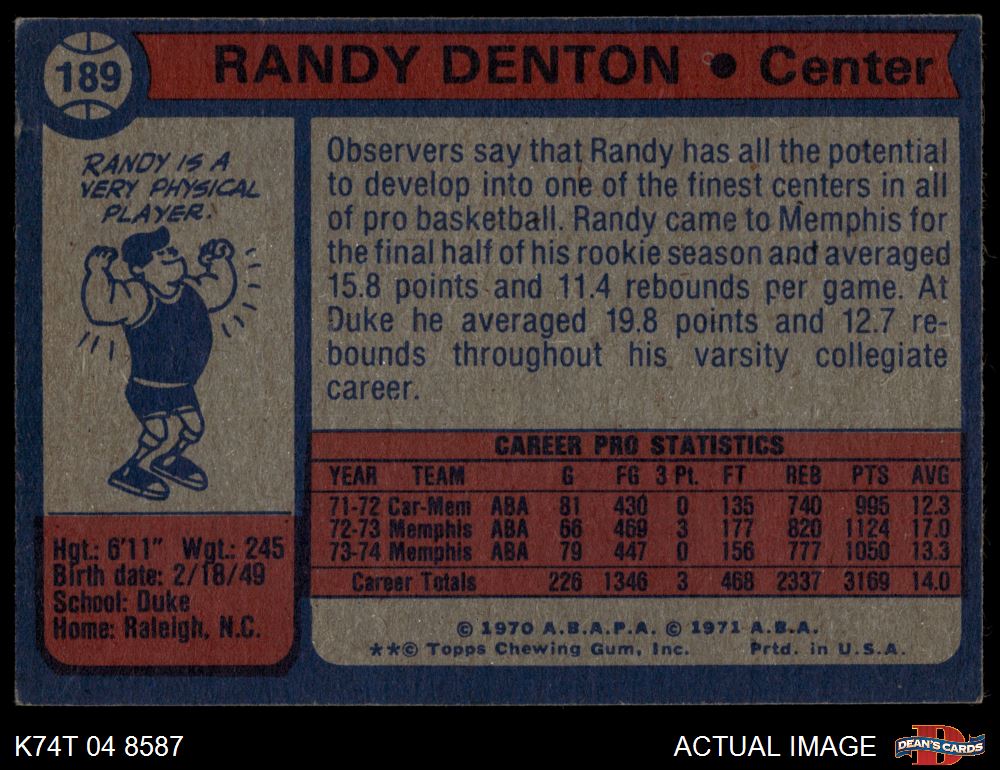 189
RANDY DENTON • Center
RANDY IS A
VERY PHYSICAL
PLAYER.
Observers say that Randy has all the potential
to develop into one of the finest centers in all
of pro basketball. Randy came to Memphis for
the final half of his rookie season and averaged
15.8 points and 11.4 rebounds per game. At
Duke he averaged 19.8 points and 12.7 re-
bounds throughout his varsity collegiate
career.
Hgt.: 6'11" Wgt.: 245
Birth date: 2/18/49
School: Duke
Home: Raleigh, N.C.
CAREER PRO STATISTICS
YEAR TEAM G FG 3 Pt. FT REB PTS AVG
71-72 Car-Mem ABA 81 430 0 135 740 995 12.3
72-73 Memphis ABA 66 469 3 177 820 1124 17.0
73-74 Memphis ABA 79 447 0 156 777 1050 13.3
Career Totals 226 1346 3 468 2337 3169 14.0
© 1970 A.B.A.P.A. © 1971 A.B.A.
**© Topps Chewing Gum, Inc. Prtd. in U.S.A.
K74T 04 8587
ACTUAL IMAGE
DEAN'S CARDS